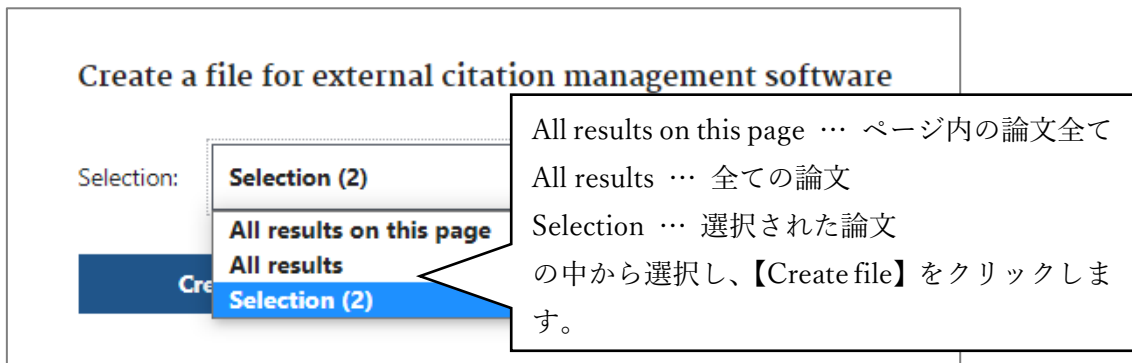 Create a file for external citation management software
Selection:
Selection (2)
All results on this page
All results
Selection (2)
Cre
All results on this page … ページ内の論文全て
All results … 全ての論文
Selection … 選択された論文
の中から選択し、【Create file】をクリックしま
す。